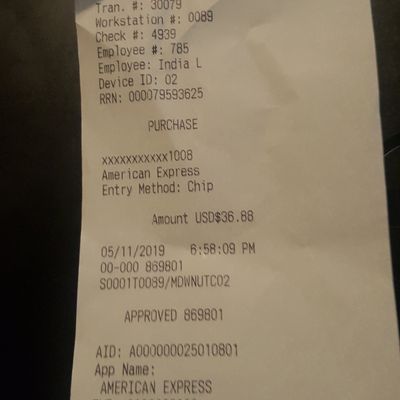 Tran. #: 30079
Workstation #: 0089
Check #: 4939
Employee #: 785
Employee: India L
Device ID: 02
RRN: 000079593625
PURCHASE
xxxxxxxxxxx1008
American Express
Entry Method: Chip
Amount USD$36.88
05/11/2019 6:58:09 PM
00-000 869801
S0001T0089/MDWNUTC02
APPROVED 869801
AID: A000000025010801
App Name:
AMERICAN EXPRESS